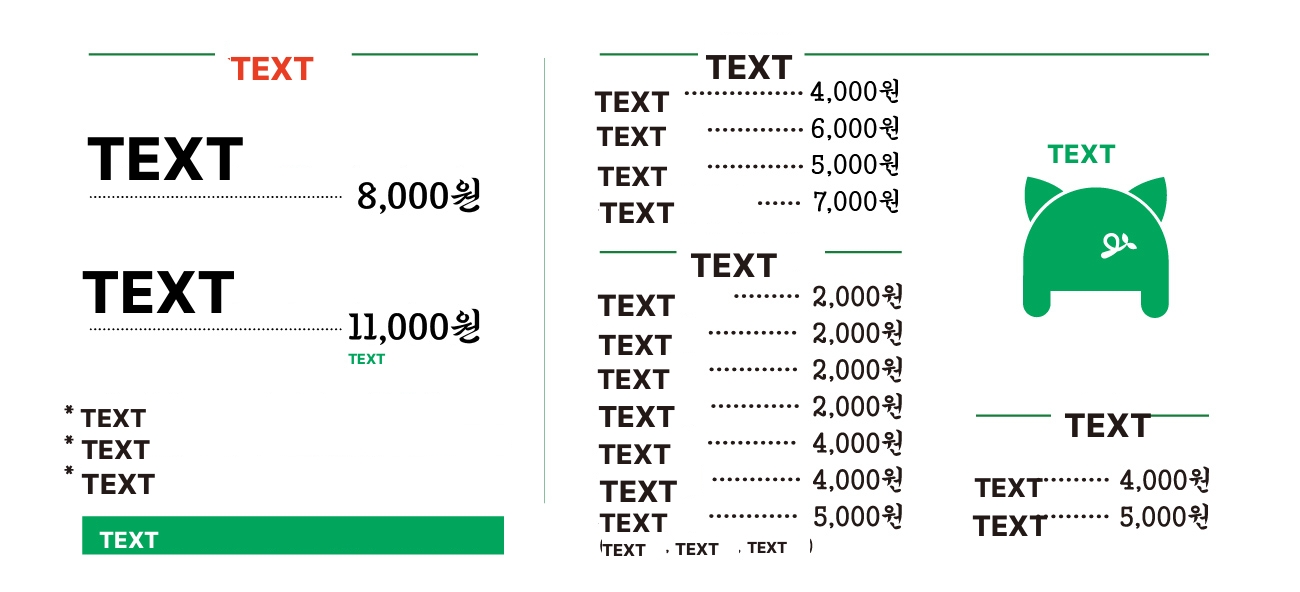 TEXT
TEXT
8,000원
TEXT
11,000원
TEXT
* TEXT
* TEXT
* TEXT
TEXT
TEXT
TEXT ············· 4,000원
TEXT ··········· 6,000원
TEXT ··········· 5,000원
TEXT ······ 7,000원
TEXT
TEXT ········ 2,000원
TEXT ··········· 2,000원
TEXT ··········· 2,000원
TEXT ··········· 2,000원
TEXT ··········· 4,000원
TEXT ··········· 4,000원
TEXT ··········· 5,000원
(TEXT , TEXT , TEXT )
TEXT
TEXT
TEXT ········ 4,000원
TEXT ········ 5,000원